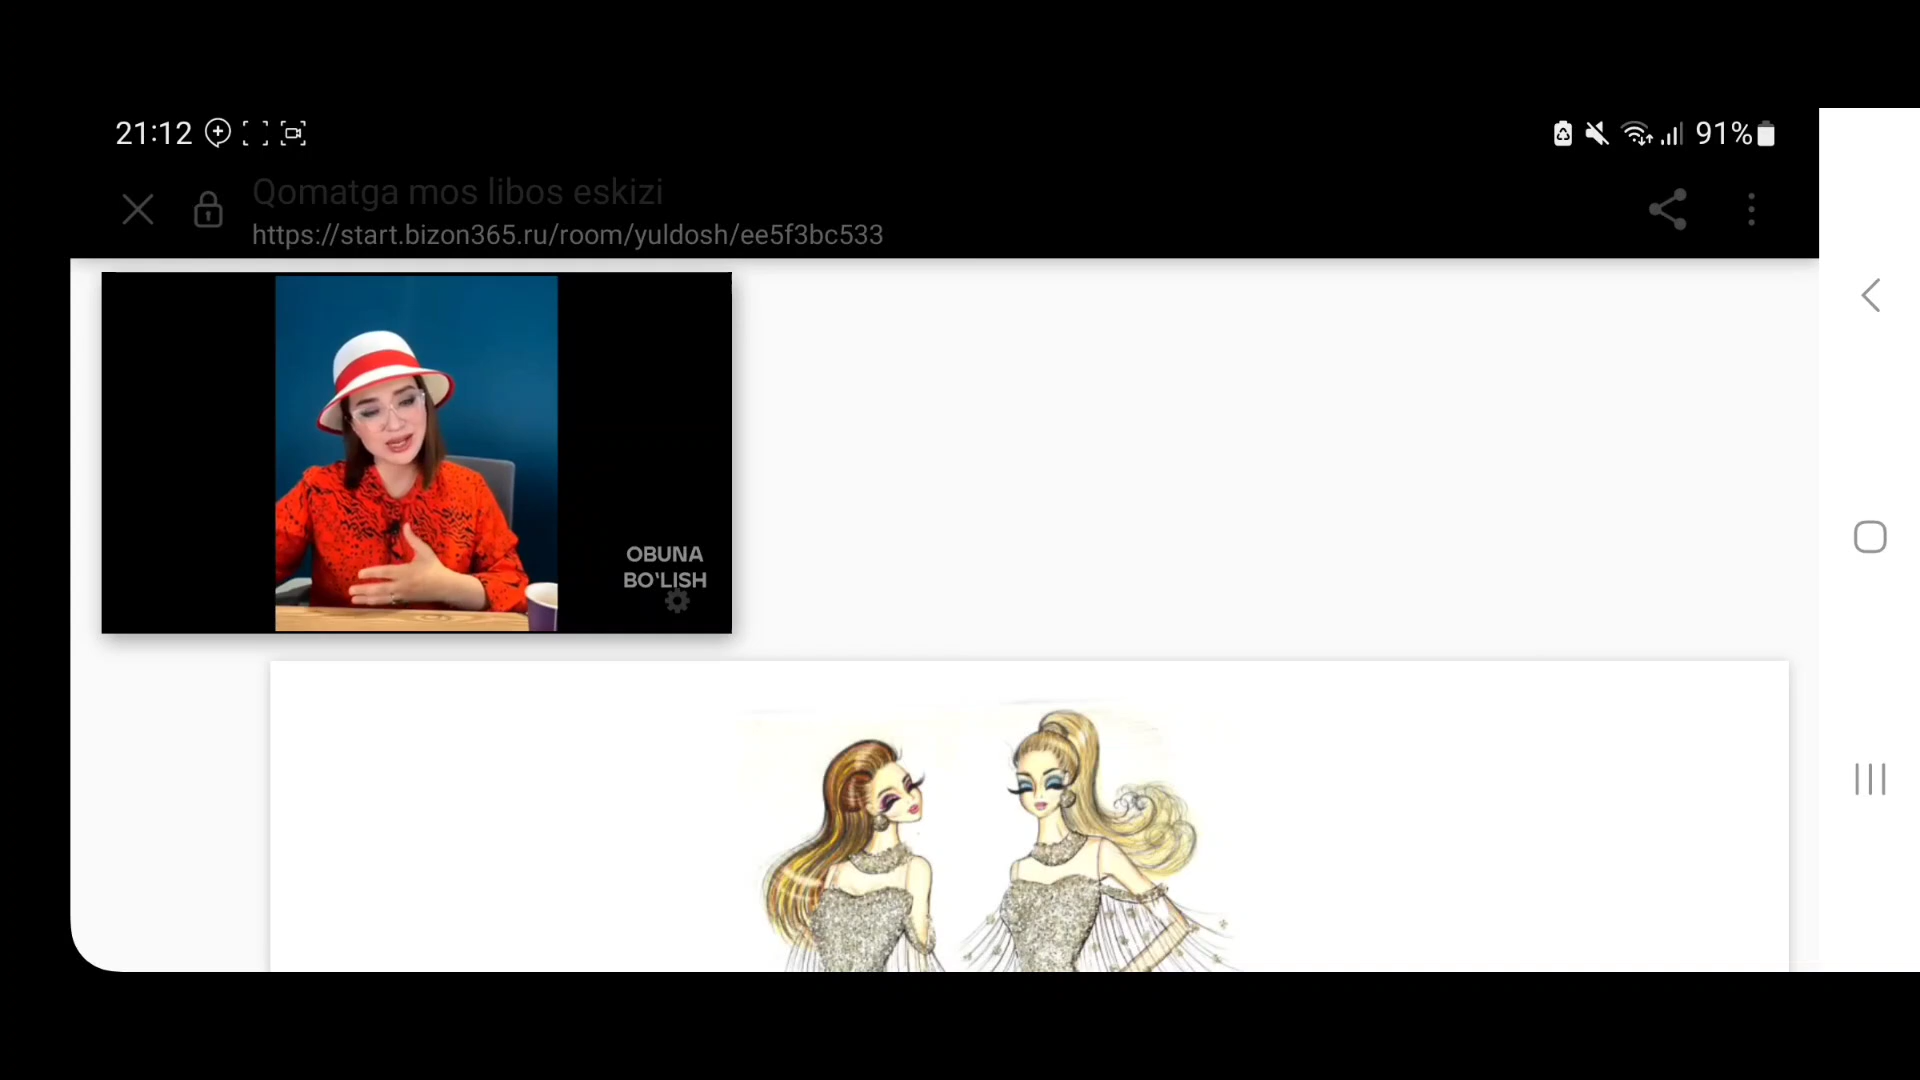 21:12
91%
Qomatga mos libos eskizi
https://start.bizon365.ru/room/yuldosh/ee5f3bc533
OBUNA
BO'LISH